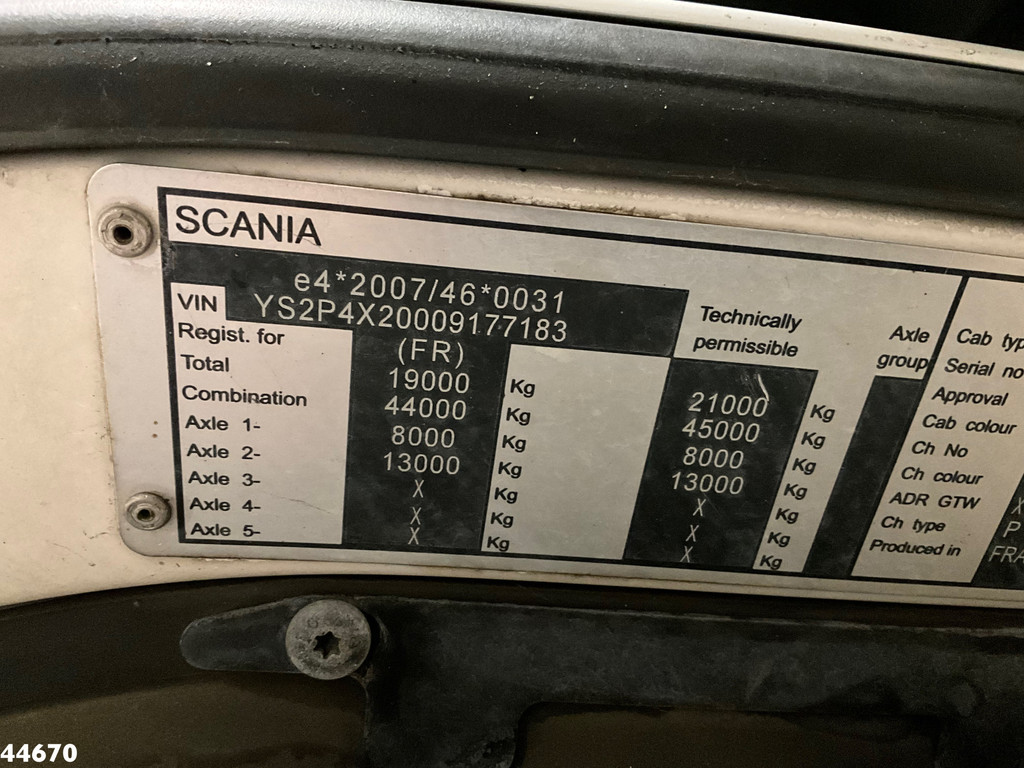 SCANIA
e4*2007/46*0031
VIN YS2P4X20009177183
Regist. for (FR)
Technically permissible
Axle group
Total 19000 Kg 21000 Kg
Combination 44000 Kg 45000 Kg
Axle 1- 8000 Kg 8000 Kg
Axle 2- 13000 Kg 13000 Kg
Axle 3- X Kg X Kg
Axle 4- X Kg X Kg
Axle 5- X Kg X Kg
Cab typ
Serial no
Approval
Cab colour
Ch No
Ch colour
ADR GTW X
Ch type P
Produced in FRA
44670